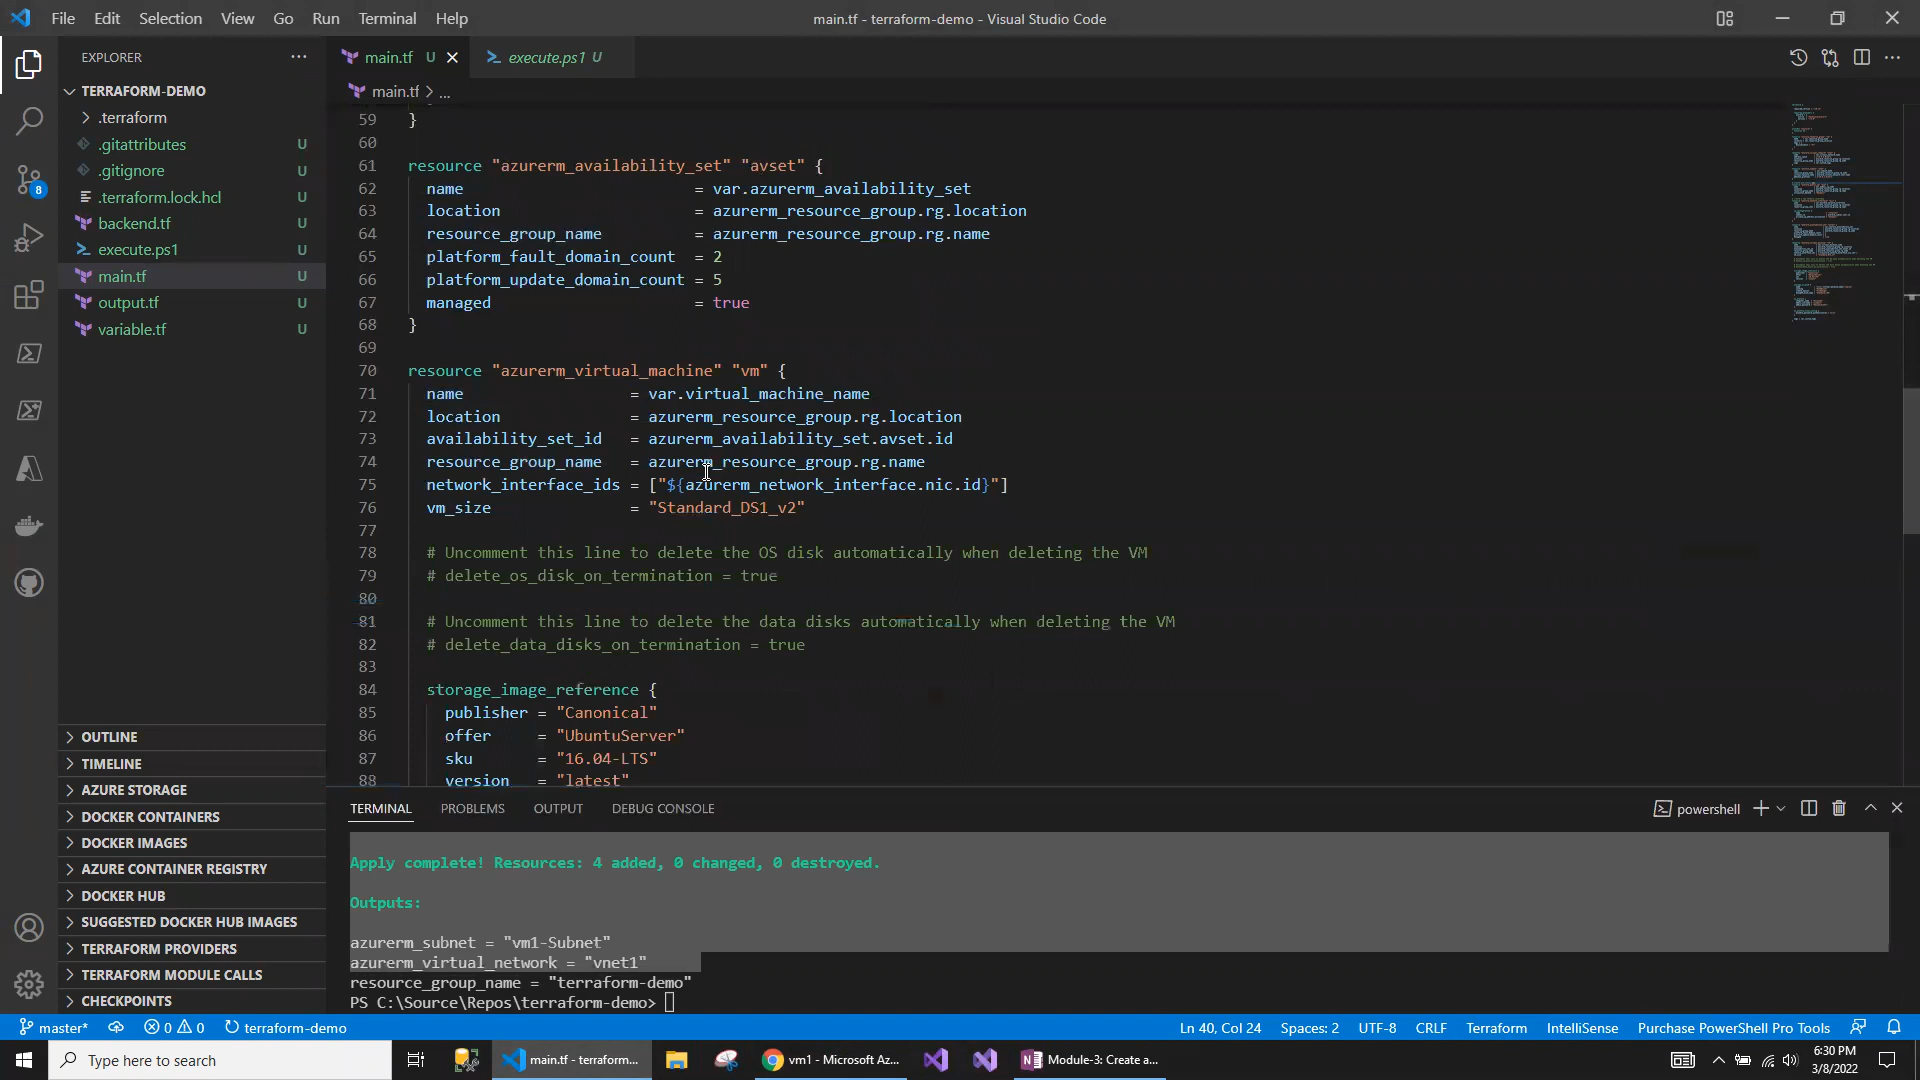 File Edit Selection View Go Run Terminal Help
main.tf - terraform-demo - Visual Studio Code
EXPLORER
TERRAFORM-DEMO
.terraform
.gitattributes U
.gitignore U
.terraform.lock.hcl U
backend.tf U
execute.ps1 U
main.tf U
output.tf U
variable.tf U
8
OUTLINE
TIMELINE
AZURE STORAGE
DOCKER CONTAINERS
DOCKER IMAGES
AZURE CONTAINER REGISTRY
DOCKER HUB
SUGGESTED DOCKER HUB IMAGES
TERRAFORM PROVIDERS
TERRAFORM MODULE CALLS
CHECKPOINTS
main.tf U
execute.ps1 U
main.tf > ...
59 }
60
61 resource "azurerm_availability_set" "avset" {
62 name = var.azurerm_availability_set
63 location = azurerm_resource_group.rg.location
64 resource_group_name = azurerm_resource_group.rg.name
65 platform_fault_domain_count = 2
66 platform_update_domain_count = 5
67 managed = true
68 }
69
70 resource "azurerm_virtual_machine" "vm" {
71 name = var.virtual_machine_name
72 location = azurerm_resource_group.rg.location
73 availability_set_id = azurerm_availability_set.avset.id
74 resource_group_name = azurerm_resource_group.rg.name
75 network_interface_ids = ["${azurerm_network_interface.nic.id}"]
76 vm_size = "Standard_DS1_v2"
77
78 # Uncomment this line to delete the OS disk automatically when deleting the VM
79 # delete_os_disk_on_termination = true
80
81 # Uncomment this line to delete the data disks automatically when deleting the VM
82 # delete_data_disks_on_termination = true
83
84 storage_image_reference {
85 publisher = "Canonical"
86 offer = "UbuntuServer"
87 sku = "16.04-LTS"
88 version = "latest"
TERMINAL PROBLEMS OUTPUT DEBUG CONSOLE
powershell
Apply complete! Resources: 4 added, 0 changed, 0 destroyed.
Outputs:
azurerm_subnet = "vm1-Subnet"
azurerm_virtual_network = "vnet1"
resource_group_name = "terraform-demo"
PS C:\Source\Repos\terraform-demo>
master* 0 0 terraform-demo
Ln 40, Col 24 Spaces: 2 UTF-8 CRLF Terraform IntelliSense Purchase PowerShell Pro Tools
Type here to search
main.tf - terraform...
vm1 - Microsoft Az...
Module-3: Create a...
6:30 PM
3/8/2022